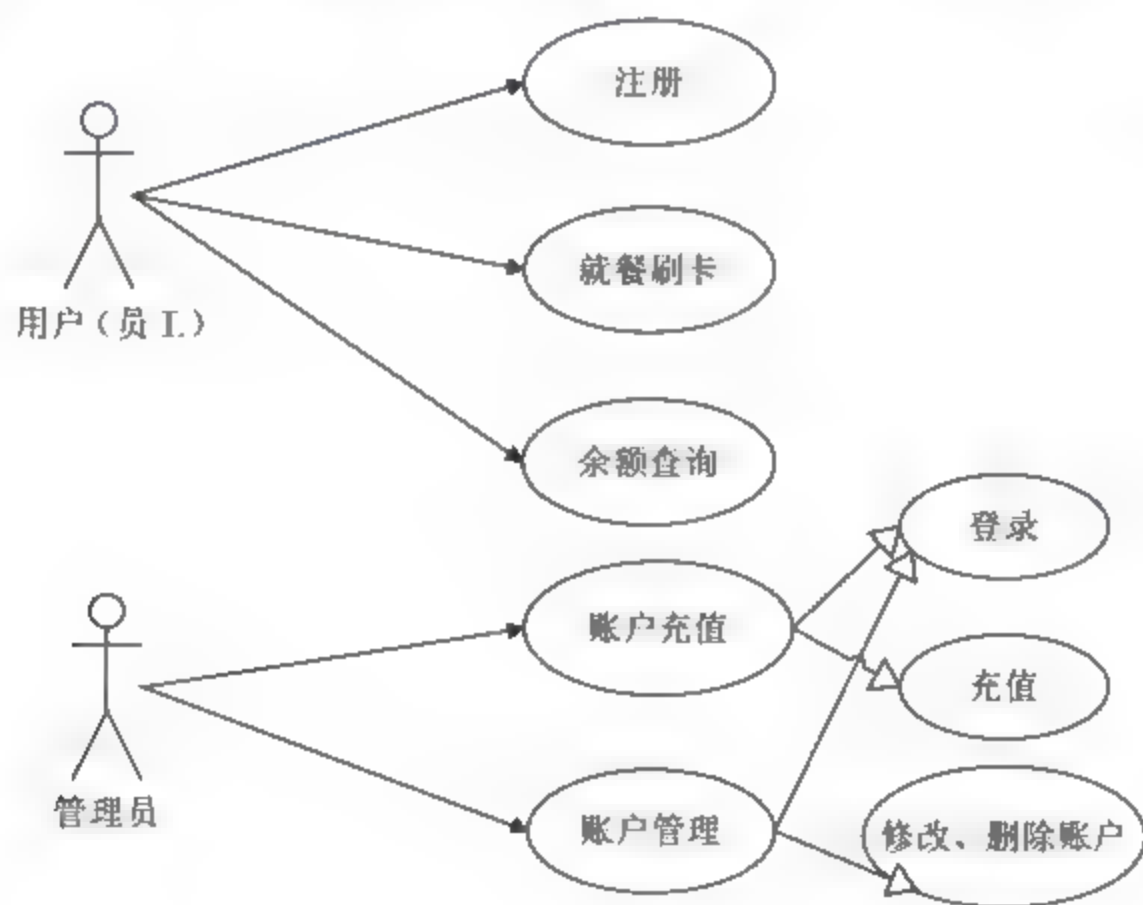 注册
就餐刷卡
用户（员工）
余额查询
登录
账户充值
充值
账户管理
修改、删除账户
管理员